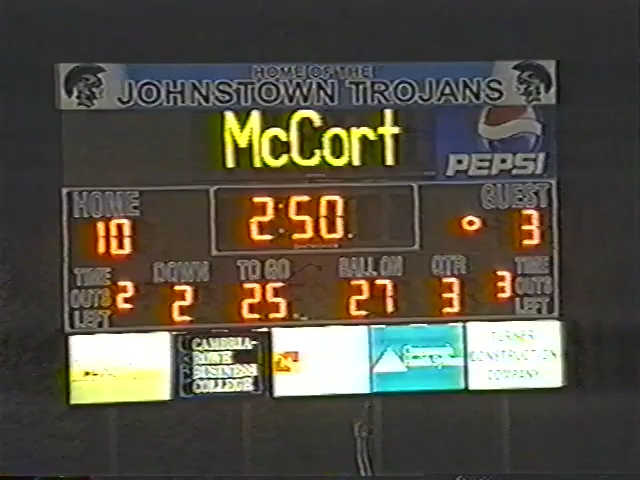 HOME OF THE
JOHNSTOWN TROJANS
McCort
PEPSI
HOME GUEST
10 2:50 3
TIME OUTS LEFT 2
DOWN 2
TO GO 25
BALL ON 27
QTR 3
3 TIME OUTS LEFT
CAMBRIA-
ROWE
BUSINESS
COLLEGE
TURNER
CONSTRUCTION
COMPANY